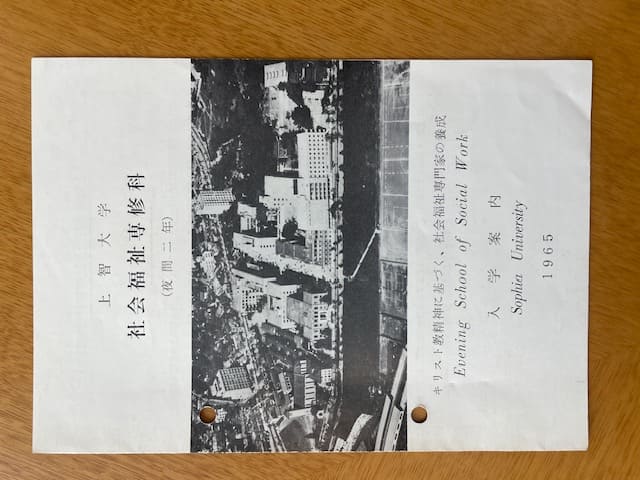 上智大学
社会福祉専修科
(夜間二年)
キリスト教精神に基づく、社会福祉専門家の養成
Evening School of Social Work
入学案内
Sophia University
1965